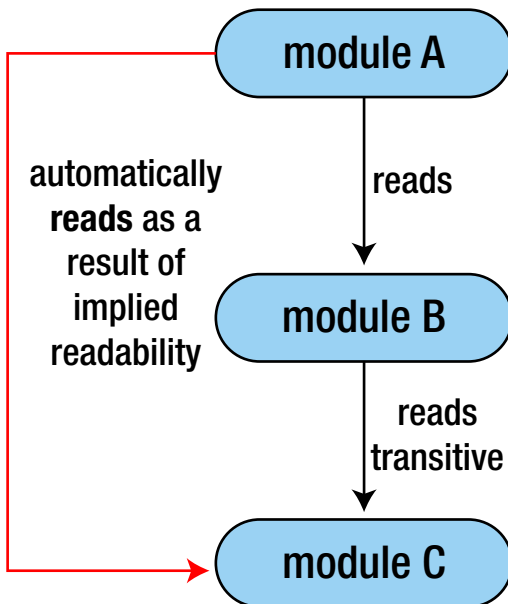 module A
automatically
reads as a
result of
implied
readability
reads
module B
reads
transitive
module C